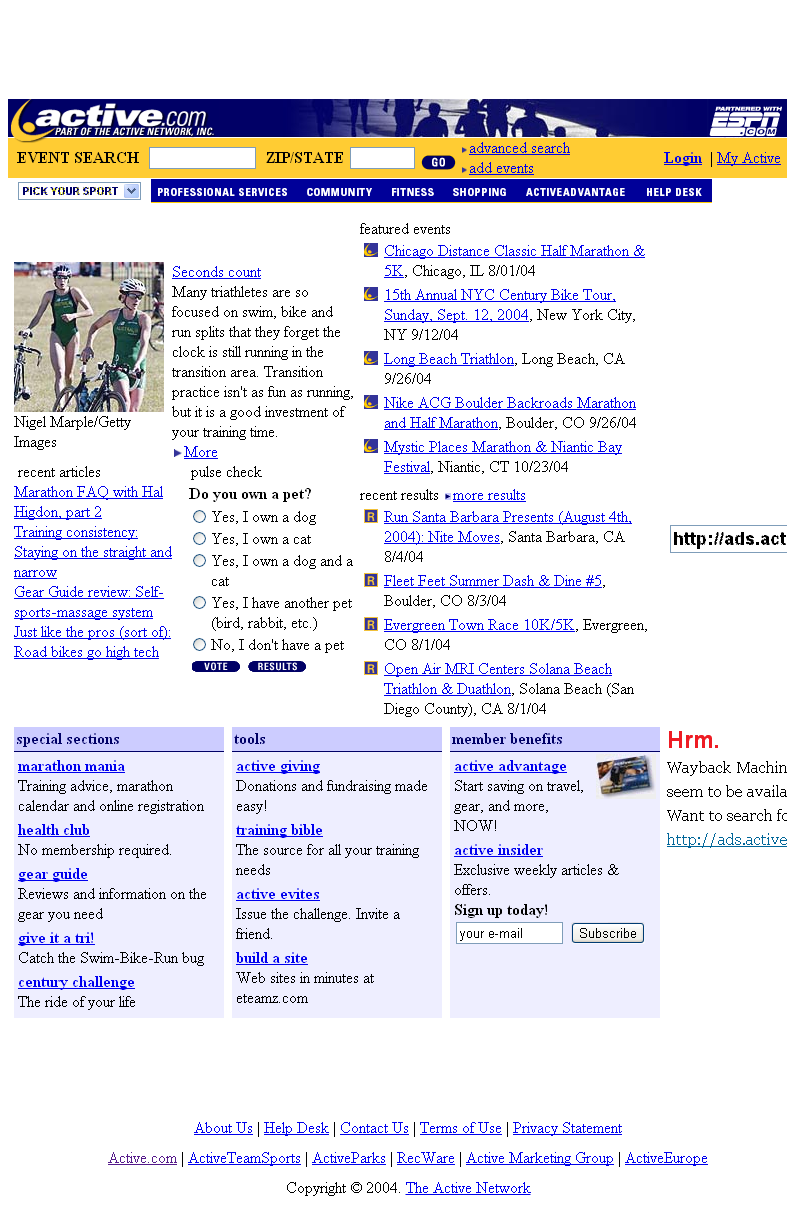 active.com
PART OF THE ACTIVE NETWORK, INC.
PARTNERED WITH
ESPN
.COM
EVENT SEARCH
ZIP/STATE
GO
advanced search
add events
Login | My Active
PICK YOUR SPORT
PROFESSIONAL SERVICES
COMMUNITY
FITNESS
SHOPPING
ACTIVEADVANTAGE
HELP DESK
Nigel Marple/Getty
Images
Seconds count
Many triathletes are so
focused on swim, bike and
run splits that they forget the
clock is still running in the
transition area. Transition
practice isn't as fun as running,
but it is a good investment of
your training time.
More
recent articles
Marathon FAQ with Hal
Higdon, part 2
Training consistency:
Staying on the straight and
narrow
Gear Guide review: Self-
sports-massage system
Just like the pros (sort of):
Road bikes go high tech
pulse check
Do you own a pet?
Yes, I own a dog
Yes, I own a cat
Yes, I own a dog and a
cat
Yes, I have another pet
(bird, rabbit, etc.)
No, I don't have a pet
VOTE
RESULTS
featured events
Chicago Distance Classic Half Marathon &
5K, Chicago, IL 8/01/04
15th Annual NYC Century Bike Tour,
Sunday, Sept. 12, 2004, New York City,
NY 9/12/04
Long Beach Triathlon, Long Beach, CA
9/26/04
Nike ACG Boulder Backroads Marathon
and Half Marathon, Boulder, CO 9/26/04
Mystic Places Marathon & Niantic Bay
Festival, Niantic, CT 10/23/04
recent results more results
R Run Santa Barbara Presents (August 4th,
2004): Nite Moves, Santa Barbara, CA
8/4/04
R Fleet Feet Summer Dash & Dine #5,
Boulder, CO 8/3/04
R Evergreen Town Race 10K/5K, Evergreen,
CO 8/1/04
R Open Air MRI Centers Solana Beach
Triathlon & Duathlon, Solana Beach (San
Diego County), CA 8/1/04
http://ads.act
special sections
marathon mania
Training advice, marathon
calendar and online registration
health club
No membership required.
gear guide
Reviews and information on the
gear you need
give it a tri!
Catch the Swim-Bike-Run bug
century challenge
The ride of your life
tools
active giving
Donations and fundraising made
easy!
training bible
The source for all your training
needs
active evites
Issue the challenge. Invite a
friend.
build a site
Web sites in minutes at
eteamz.com
member benefits
active advantage
Start saving on travel,
gear, and more,
NOW!
active insider
Exclusive weekly articles &
offers.
Sign up today!
your e-mail
Subscribe
Hrm.
Wayback Machin
seem to be availa
Want to search fo
http://ads.active
About Us | Help Desk | Contact Us | Terms of Use | Privacy Statement
Active.com | ActiveTeamSports | ActiveParks | RecWare | Active Marketing Group | ActiveEurope
Copyright © 2004. The Active Network